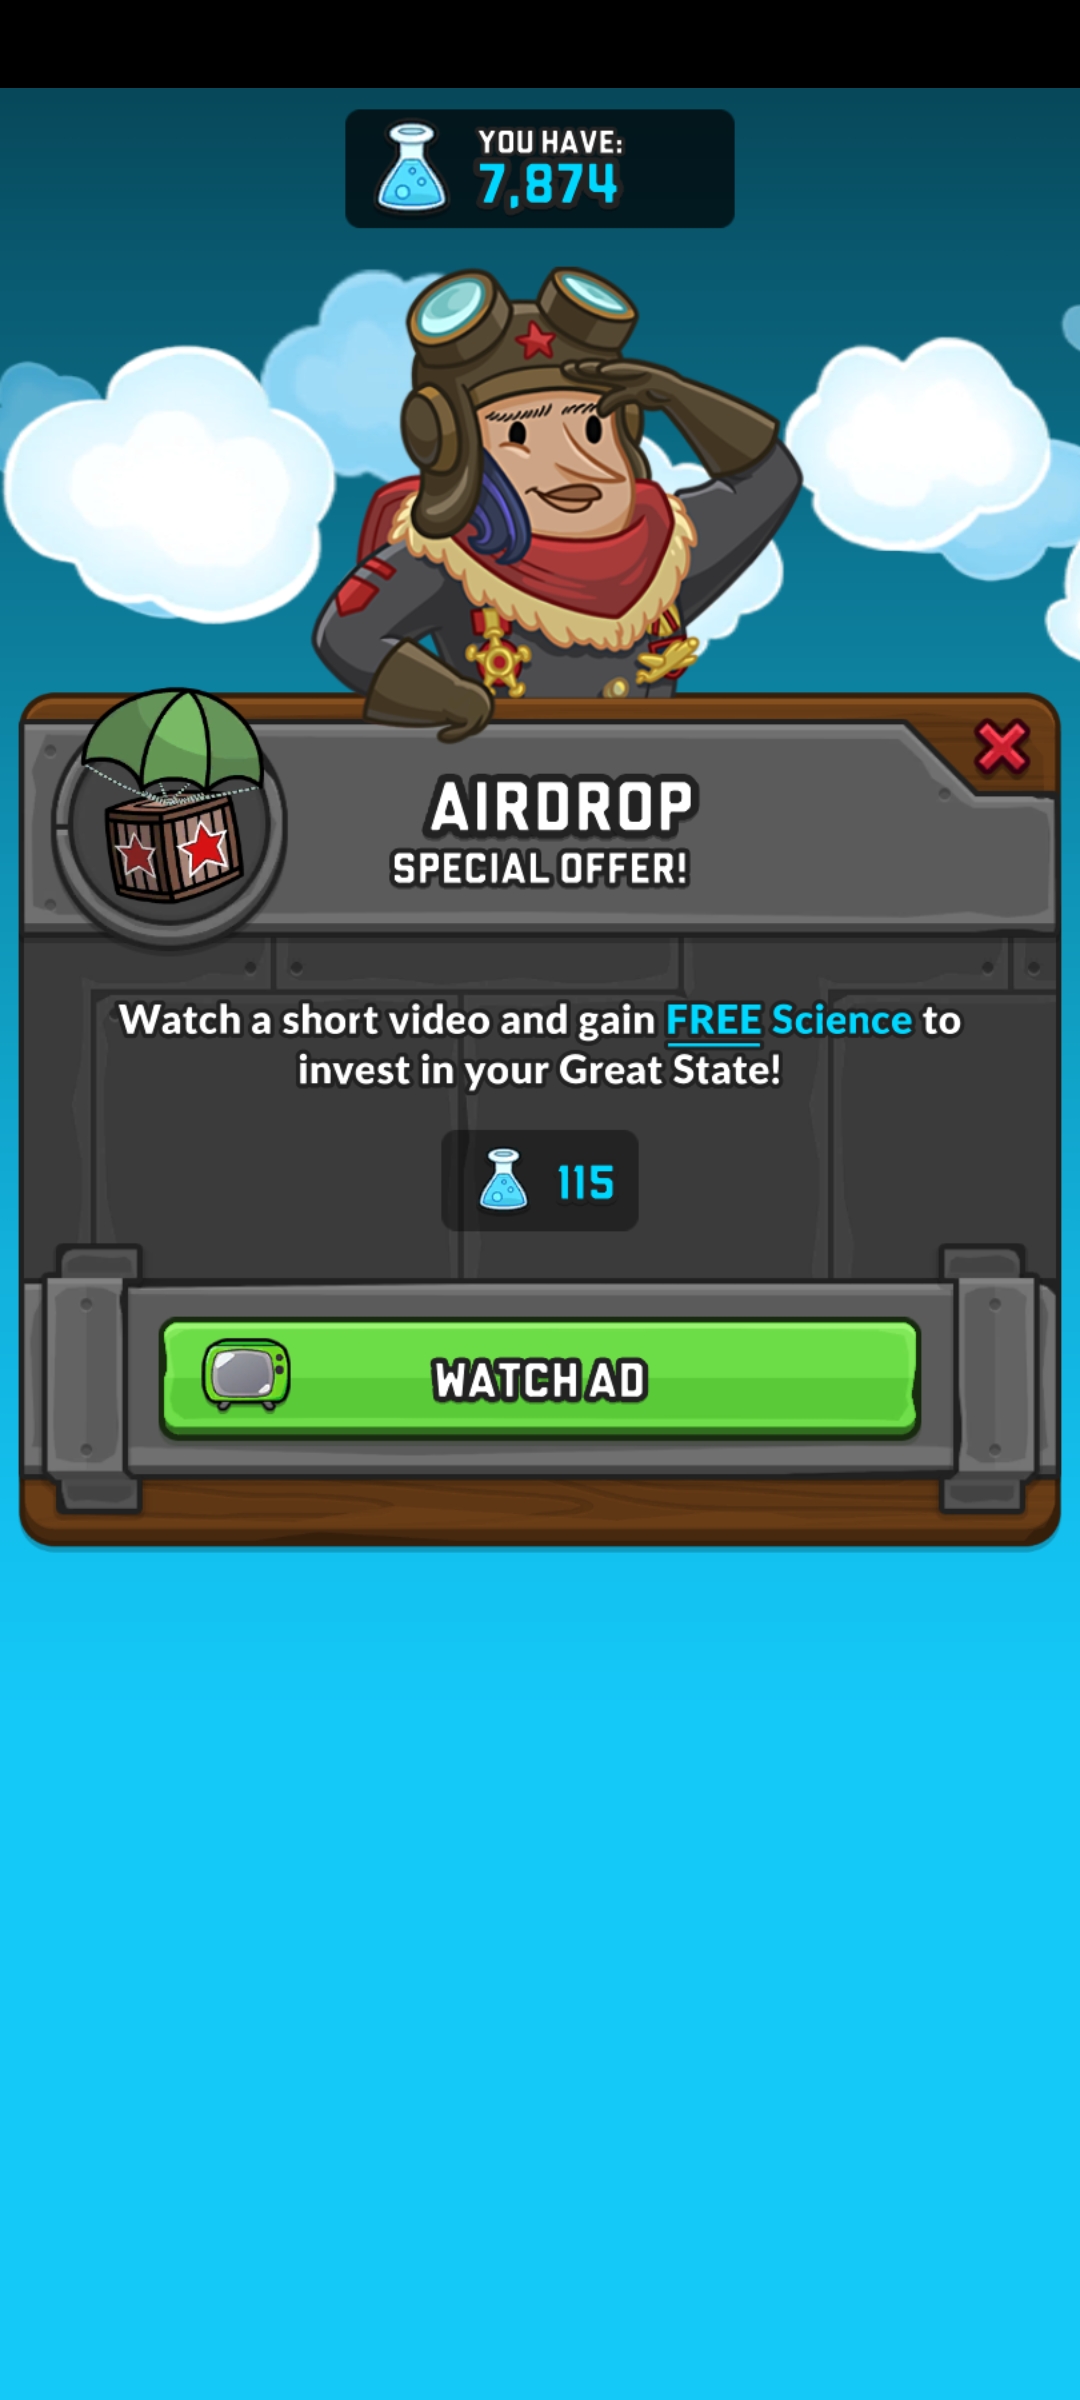 YOU HAVE:
7,874
AIRDROP
SPECIAL OFFER!
Watch a short video and gain FREE Science to
invest in your Great State!
115
WATCH AD